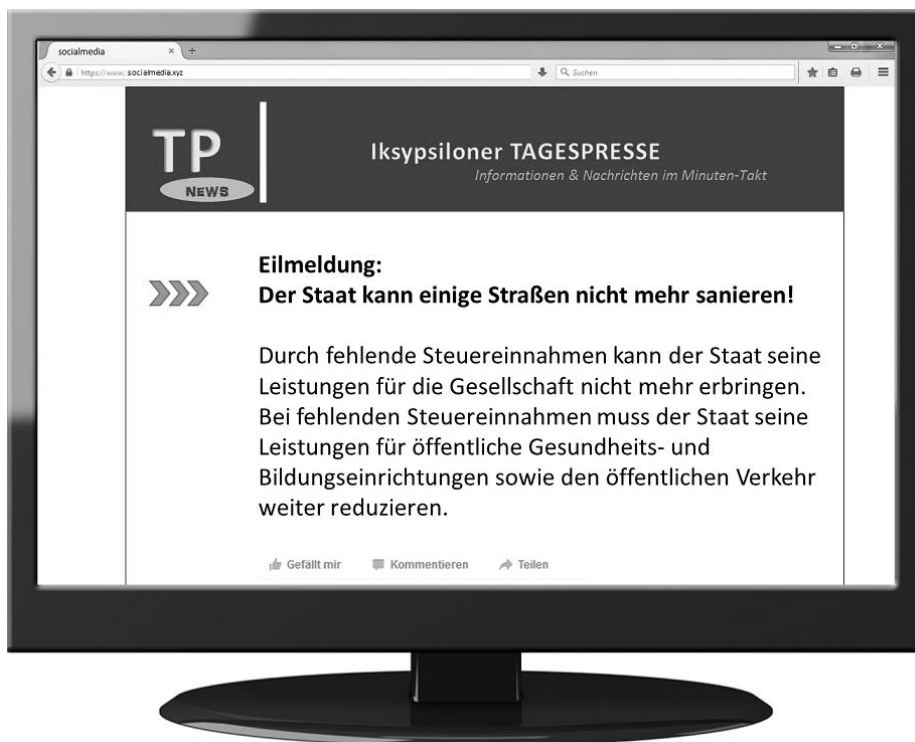 socialmedia × +
https://www.socialmedia.xyz Suchen
TP
NEWS
Iksypsiloner TAGESPRESSE
Informationen & Nachrichten im Minuten-Takt
Eilmeldung:
Der Staat kann einige Straßen nicht mehr sanieren!
Durch fehlende Steuereinnahmen kann der Staat seine
Leistungen für die Gesellschaft nicht mehr erbringen.
Bei fehlenden Steuereinnahmen muss der Staat seine
Leistungen für öffentliche Gesundheits- und
Bildungseinrichtungen sowie den öffentlichen Verkehr
weiter reduzieren.
Gefällt mir Kommentieren Teilen